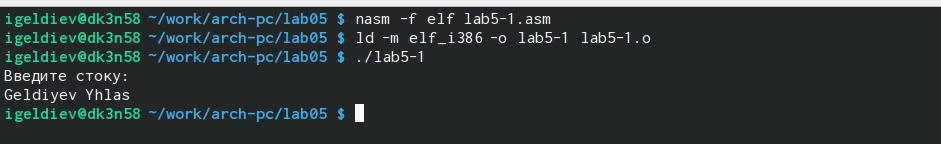 igeldiev@dk3n58 ~/work/arch-pc/lab05 $ nasm -f elf lab5-1.asm
igeldiev@dk3n58 ~/work/arch-pc/lab05 $ ld -m elf_i386 -o lab5-1 lab5-1.o
igeldiev@dk3n58 ~/work/arch-pc/lab05 $ ./lab5-1
Введите стоку:
Geldiyev Yhlas
igeldiev@dk3n58 ~/work/arch-pc/lab05 $